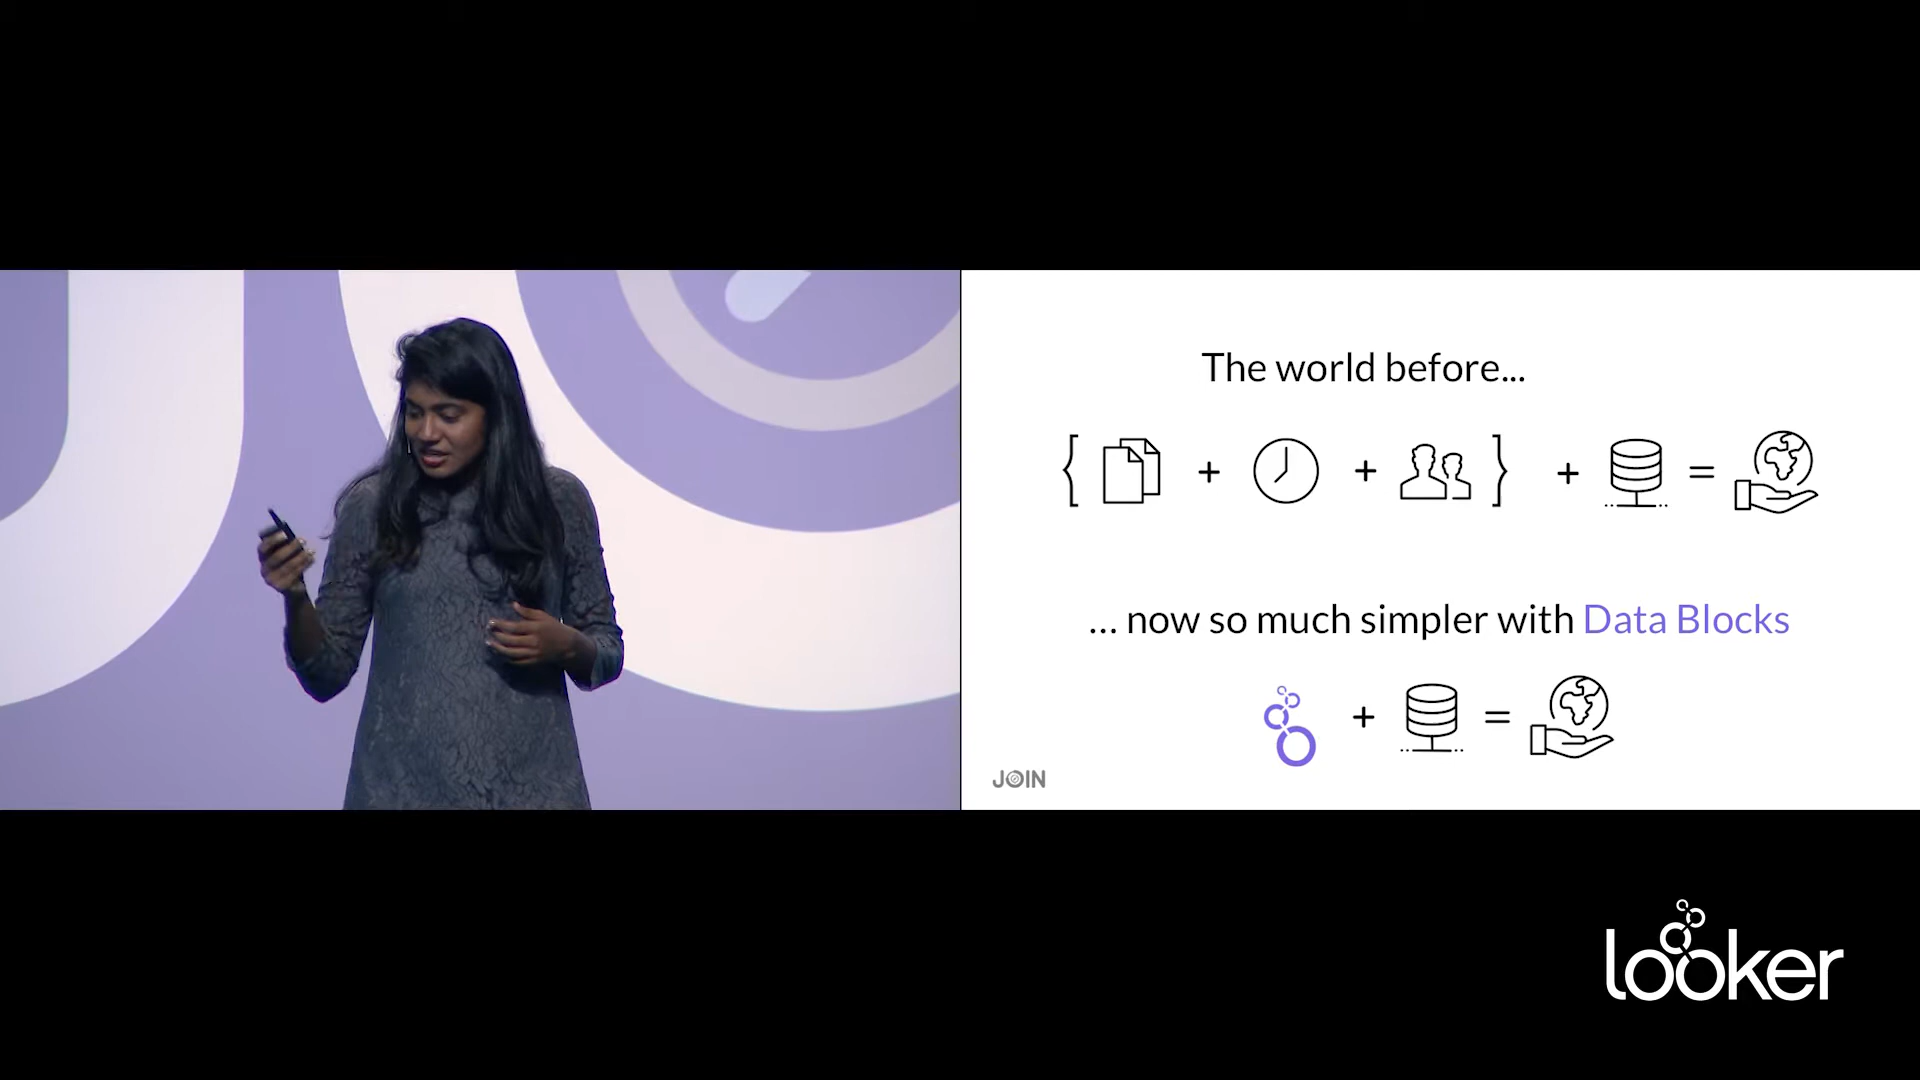 The world before...
{ + + } + =
... now so much simpler with Data Blocks
+ =
JOIN
looker